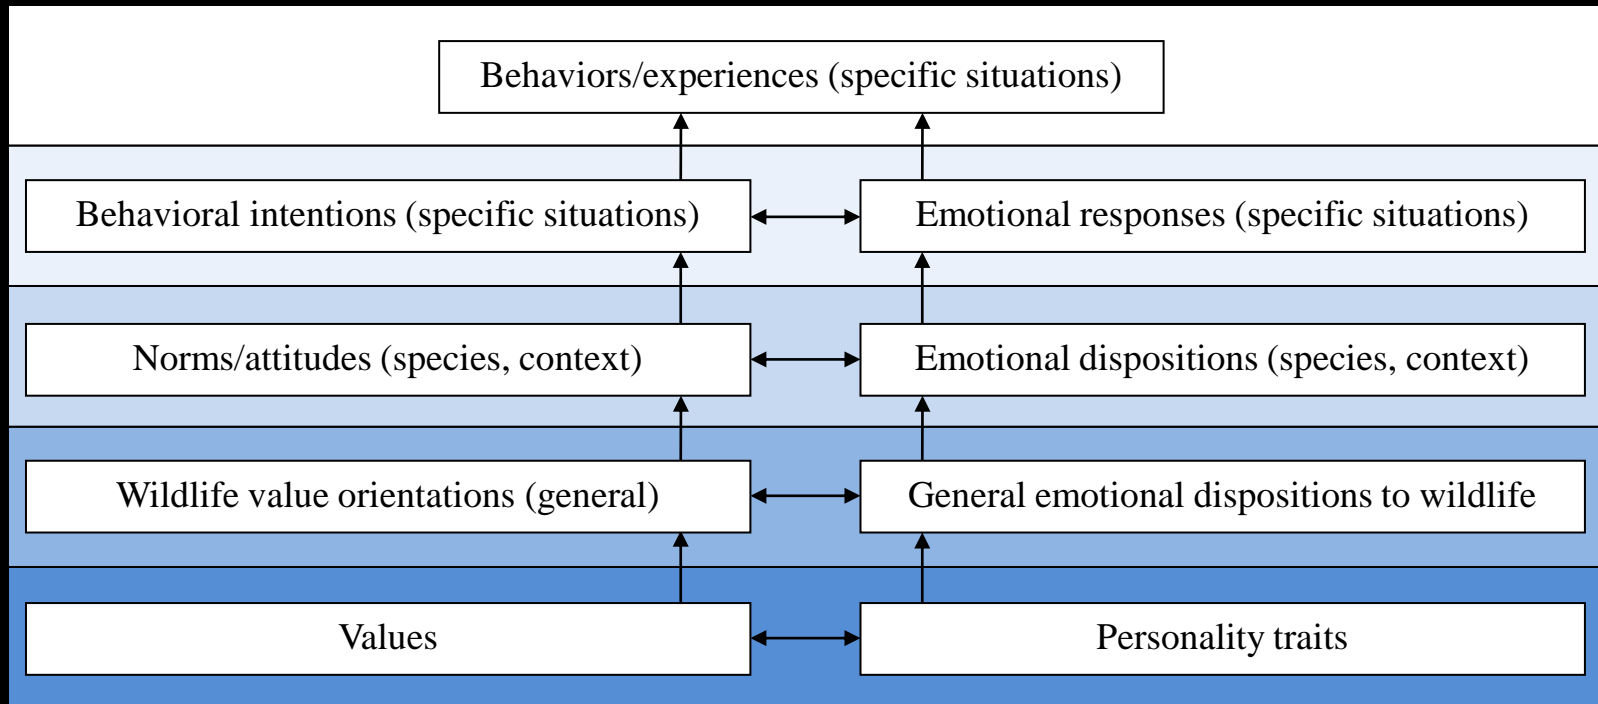 Behaviors/experiences (specific situations)
Behavioral intentions (specific situations)
Emotional responses (specific situations)
Norms/attitudes (species, context)
Emotional dispositions (species, context)
Wildlife value orientations (general)
General emotional dispositions to wildlife
Values
Personality traits